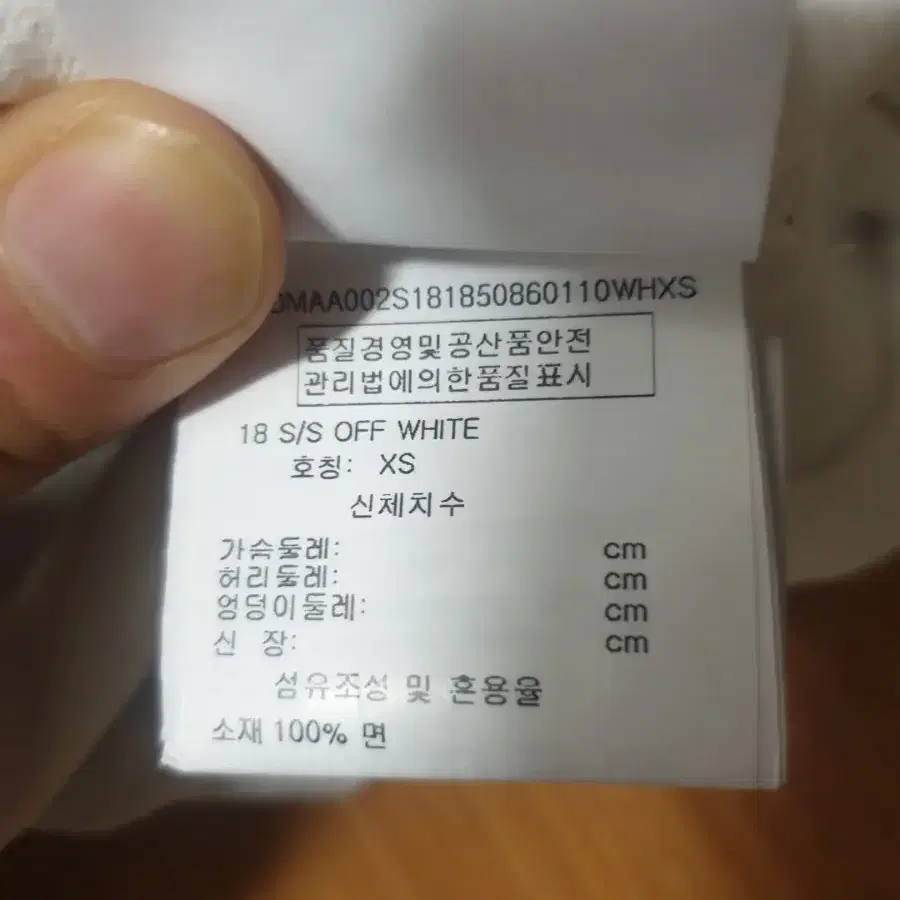 0MAA002S181850860110WHXS
품질경영및공산품안전
관리법에의한품질표시
18 S/S OFF WHITE
호칭: XS
신체치수
가슴둘레: cm
허리둘레: cm
엉덩이둘레: cm
신 장: cm
섬유조성 및 혼용율
소재 100% 면